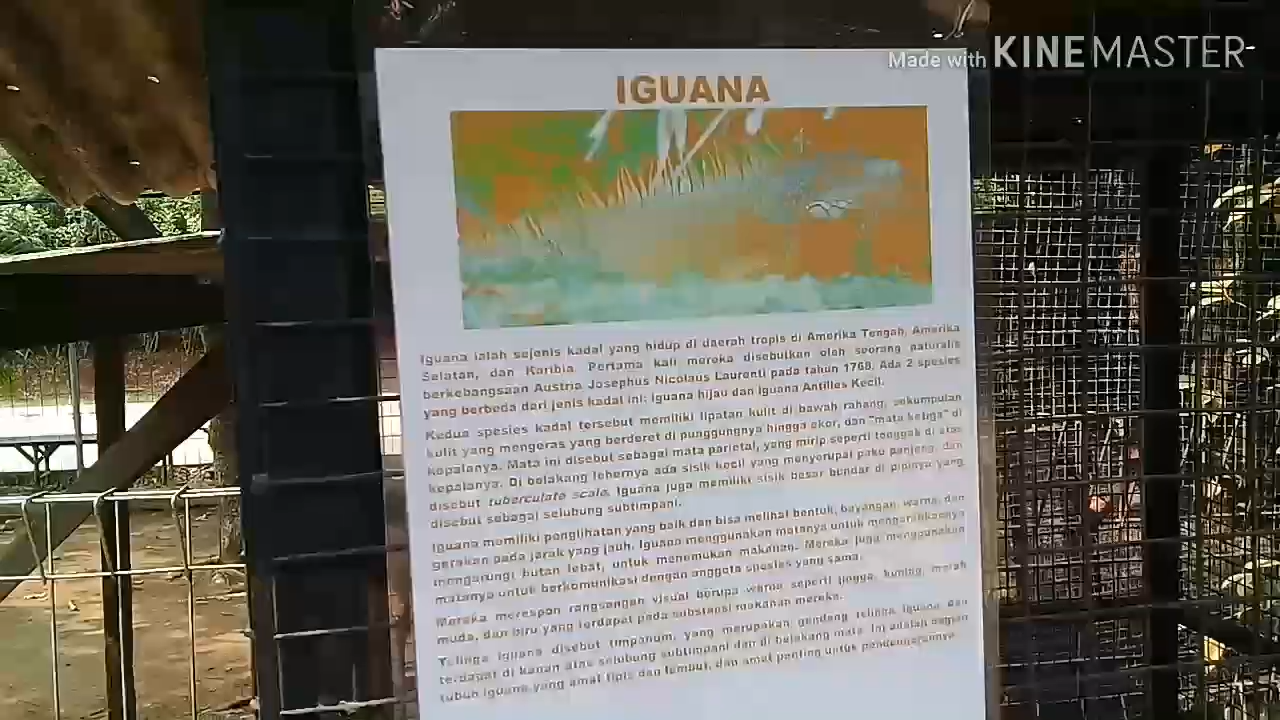 Made with KINEMASTER
IGUANA
Iguana ialah sejenis kadal yang hidup di daerah tropis di Amerika Tengah, Amerika
Selatan, dan Karibia. Pertama kali mereka disebutkan oleh seorang naturalis
berkebangsaan Austria Josephus Nicolaus Laurenti pada tahun 1768. Ada 2 spesies
yang berbeda dari jenis kadal ini: Iguana hijau dan Iguana Antilles Kecil.
Kedua spesies kadal tersebut memiliki lipatan kulit di bawah rahang, sekumpulan
kulit yang mengeras yang berderet di punggungnya hingga ekor, dan "mata ketiga" di
kepalanya. Mata ini disebut sebagai mata parietal, yang mirip seperti tonggak di atas
kepalanya. Di belakang lehernya ada sisik kecil yang menyerupai paku panjang, dan
disebut tuberculate scale. Iguana juga memiliki sisik besar bundar di pipinya yang
disebut sebagai selubung subtimpani.
Iguana memiliki penglihatan yang baik dan bisa melihat bentuk, bayangan, warna, dan
gerakan pada jarak yang jauh. Iguana menggunakan matanya untuk mengarahkannya
mengarungi hutan lebat, untuk menemukan makanan. Mereka juga menggunakan
matanya untuk berkomunikasi dengan anggota spesies yang sama.
Mereka merespon rangsangan visual berupa warna seperti jingga, kuning, merah
muda, dan biru yang terdapat pada substansi makanan mereka.
Telinga iguana disebut timpanum, yang merupakan gendang telinga iguana dan
terdapat di kanan atas selubung subtimpani dan di belakang mata. Ini adalah bagian
tubuh iguana yang amat tipis dan lembut, dan amat penting untuk pendengarannya.